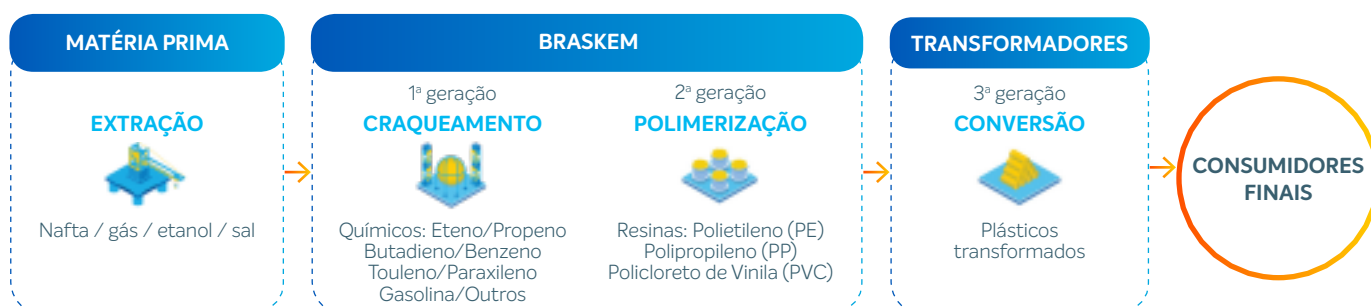 MATÉRIA PRIMA
EXTRAÇÃO
Nafta / gás / etanol / sal
BRASKEM
1ª geração
CRAQUEAMENTO
Químicos: Eteno/Propeno
Butadieno/Benzeno
Touleno/Paraxileno
Gasolina/Outros
2ª geração
POLIMERIZAÇÃO
Resinas: Polietileno (PE)
Polipropileno (PP)
Policloreto de Vinila (PVC)
TRANSFORMADORES
3ª geração
CONVERSÃO
Plásticos
transformados
CONSUMIDORES
FINAIS